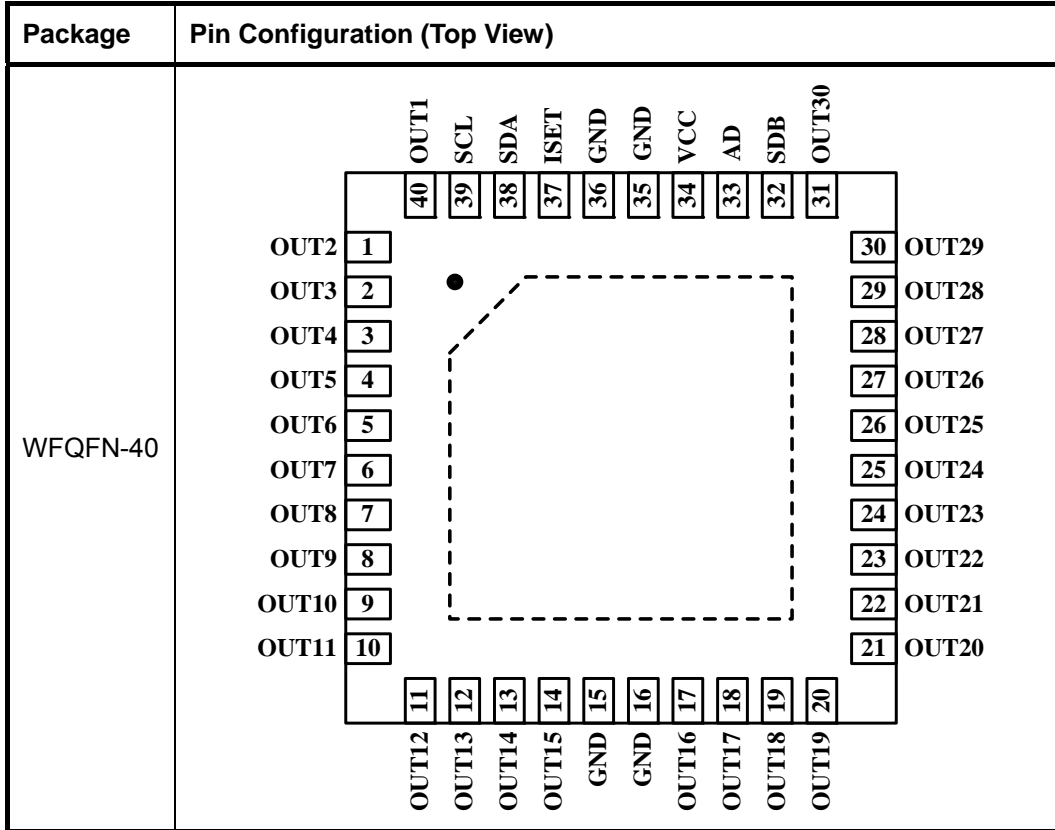 Package Pin Configuration (Top View)
WFQFN-40
OUT1 SCL SDA ISET GND GND VCC AD SDB OUT30
40 39 38 37 36 35 34 33 32 31
OUT2 1 30 OUT29
OUT3 2 29 OUT28
OUT4 3 28 OUT27
OUT5 4 27 OUT26
OUT6 5 26 OUT25
OUT7 6 25 OUT24
OUT8 7 24 OUT23
OUT9 8 23 OUT22
OUT10 9 22 OUT21
OUT11 10 21 OUT20
11 12 13 14 15 16 17 18 19 20
OUT12 OUT13 OUT14 OUT15 GND GND OUT16 OUT17 OUT18 OUT19